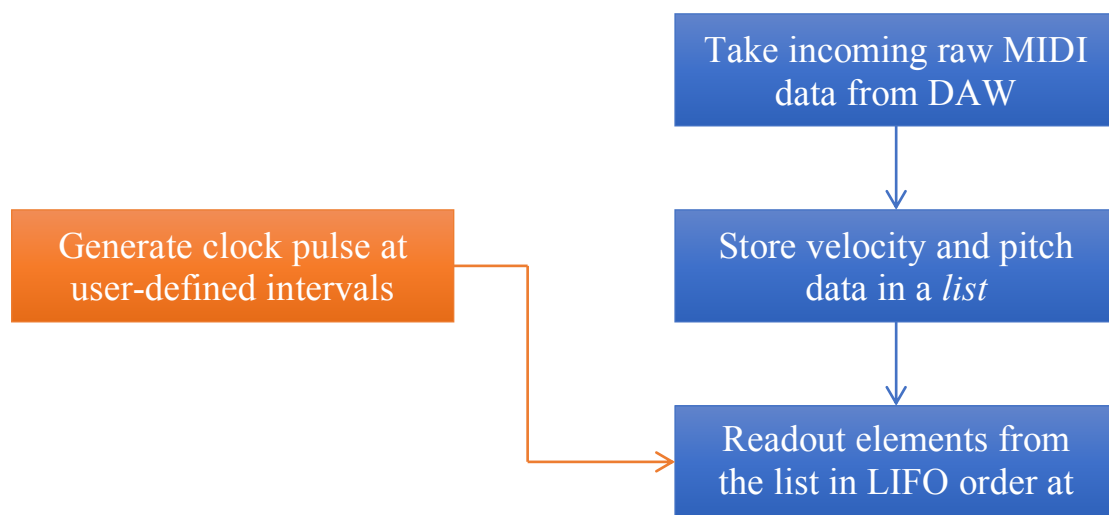 Take incoming raw MIDI
data from DAW
Generate clock pulse at
user-defined intervals
Store velocity and pitch
data in a list
Readout elements from
the list in LIFO order at